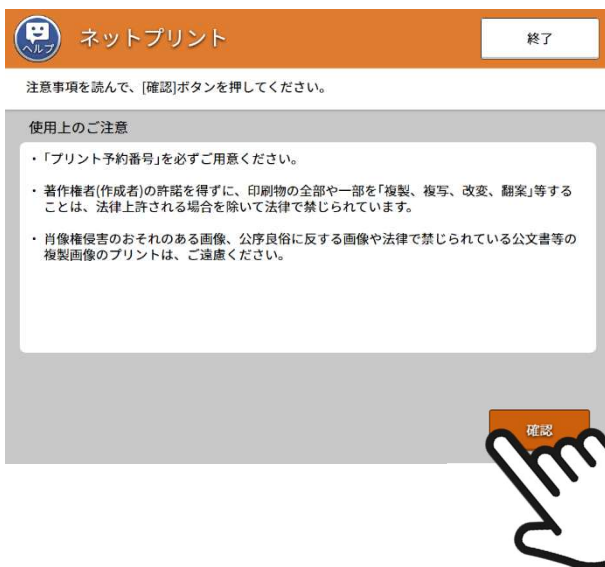 ヘルプ
ネットプリント
終了
注意事項を読んで、[確認]ボタンを押してください。
使用上のご注意
・「プリント予約番号」を必ずご用意ください。
・著作権者(作成者)の許諾を得ずに、印刷物の全部や一部を「複製、複写、改変、翻案」等する
ことは、法律上許される場合を除いて法律で禁じられています。
・肖像権侵害のおそれのある画像、公序良俗に反する画像や法律で禁じられている公文書等の
複製画像のプリントは、ご遠慮ください。
確認